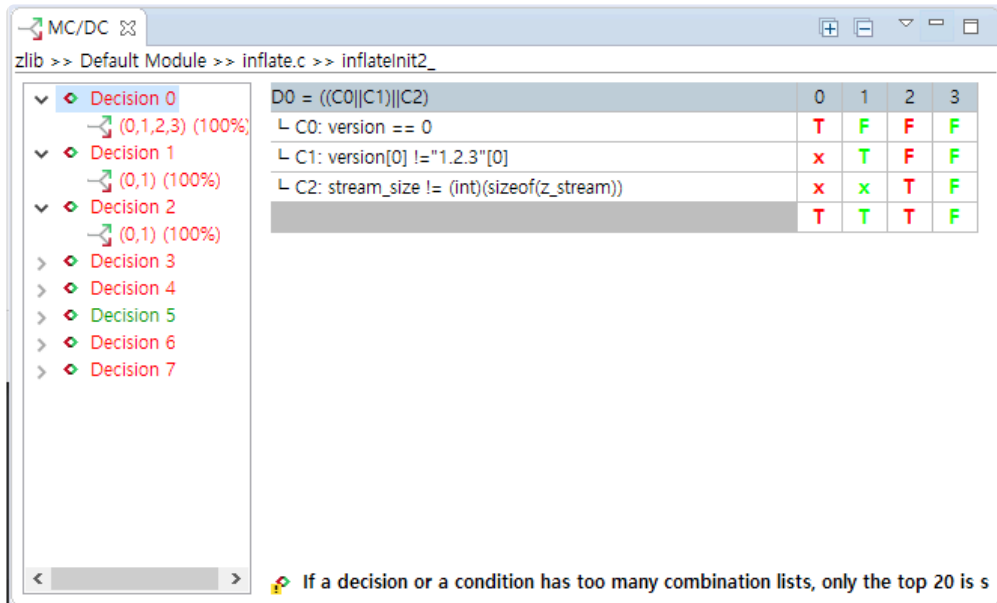 MC/DC
zlib >> Default Module >> inflate.c >> inflateInit2_
Decision 0
(0,1,2,3) (100%)
Decision 1
(0,1) (100%)
Decision 2
(0,1) (100%)
Decision 3
Decision 4
Decision 5
Decision 6
Decision 7
D0 = ((C0||C1)||C2) 0 1 2 3
C0: version == 0 T F F F
C1: version[0] !="1.2.3"[0] x T F F
C2: stream_size != (int)(sizeof(z_stream)) x x T F
T T T F
If a decision or a condition has too many combination lists, only the top 20 is s